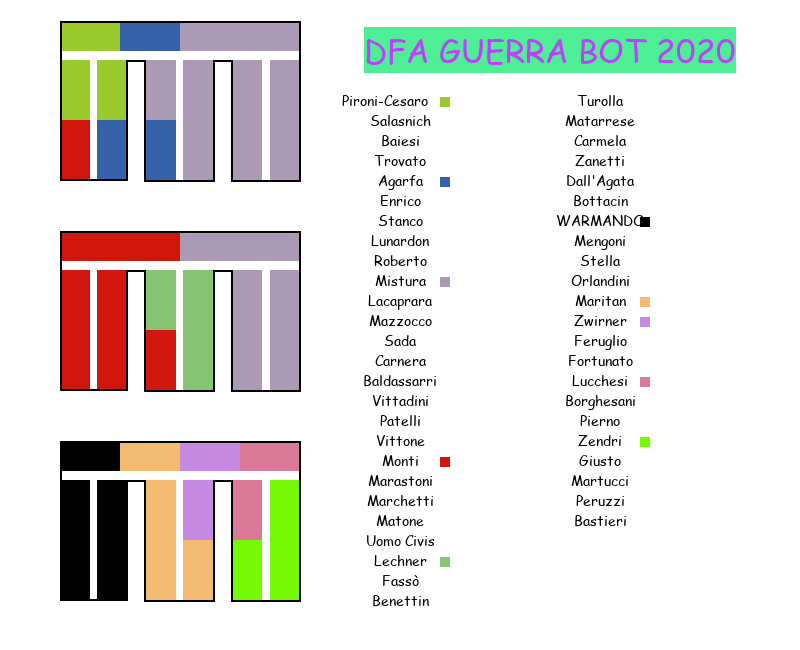 DFA GUERRA BOT 2020
Pironi-Cesaro
Salasnich
Baiesi
Trovato
Agarfa
Enrico
Stanco
Lunardon
Roberto
Mistura
Lacaprara
Mazzocco
Sada
Carnera
Baldassarri
Vittadini
Patelli
Vittone
Monti
Marastoni
Marchetti
Matone
Uomo Civis
Lechner
Fassò
Benettin
Turolla
Matarrese
Carmela
Zanetti
Dall'Agata
Bottacin
WARMANDO
Mengoni
Stella
Orlandini
Maritan
Zwirner
Feruglio
Fortunato
Lucchesi
Borghesani
Pierno
Zendri
Giusto
Martucci
Peruzzi
Bastieri